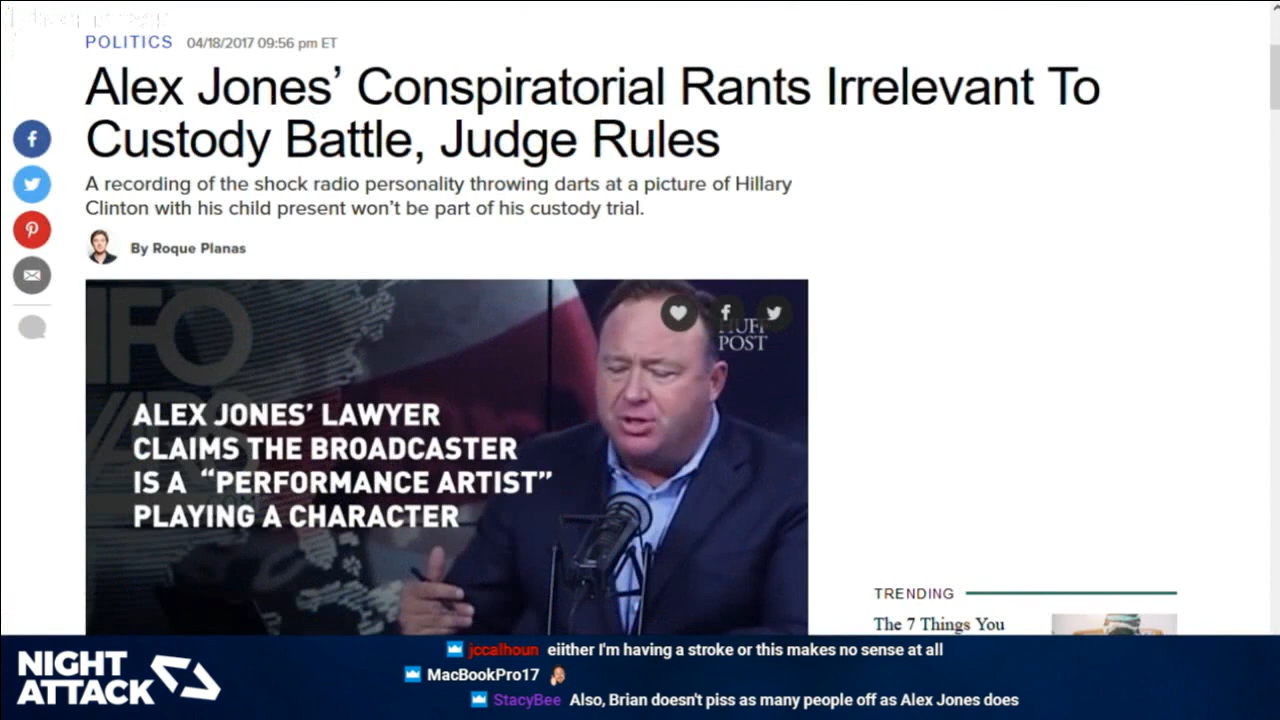 POLITICS 04/18/2017 09:56 pm ET
Alex Jones’ Conspiratorial Rants Irrelevant To
Custody Battle, Judge Rules
A recording of the shock radio personality throwing darts at a picture of Hillary
Clinton with his child present won’t be part of his custody trial.
By Roque Planas
HUFF
POST
ALEX JONES’ LAWYER
CLAIMS THE BROADCASTER
IS A “PERFORMANCE ARTIST”
PLAYING A CHARACTER
TRENDING
The 7 Things You
NIGHT
ATTACK
jccalhoun eiither I'm having a stroke or this makes no sense at all
MacBookPro17
StacyBee Also, Brian doesn't piss as many people off as Alex Jones does